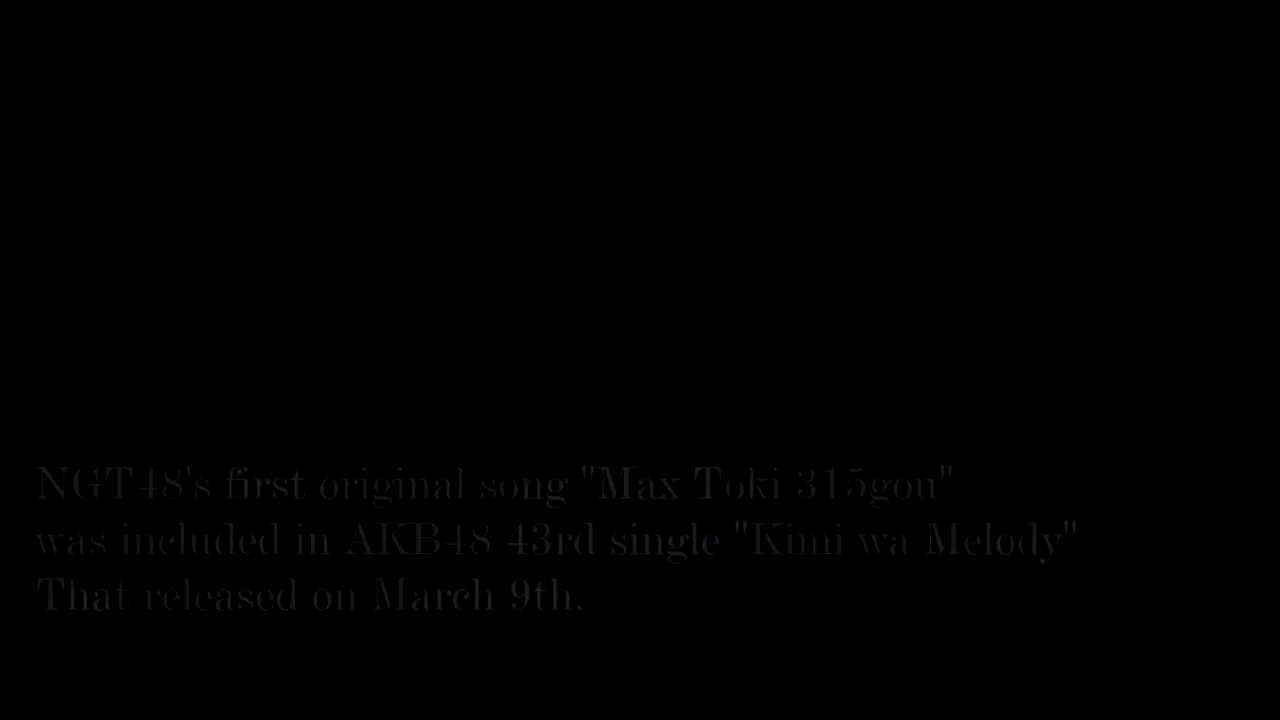 NGT48's first original song "Max Toki 315gou"
was included in AKB48 43rd single "Kimi wa Melody"
That released on March 9th.